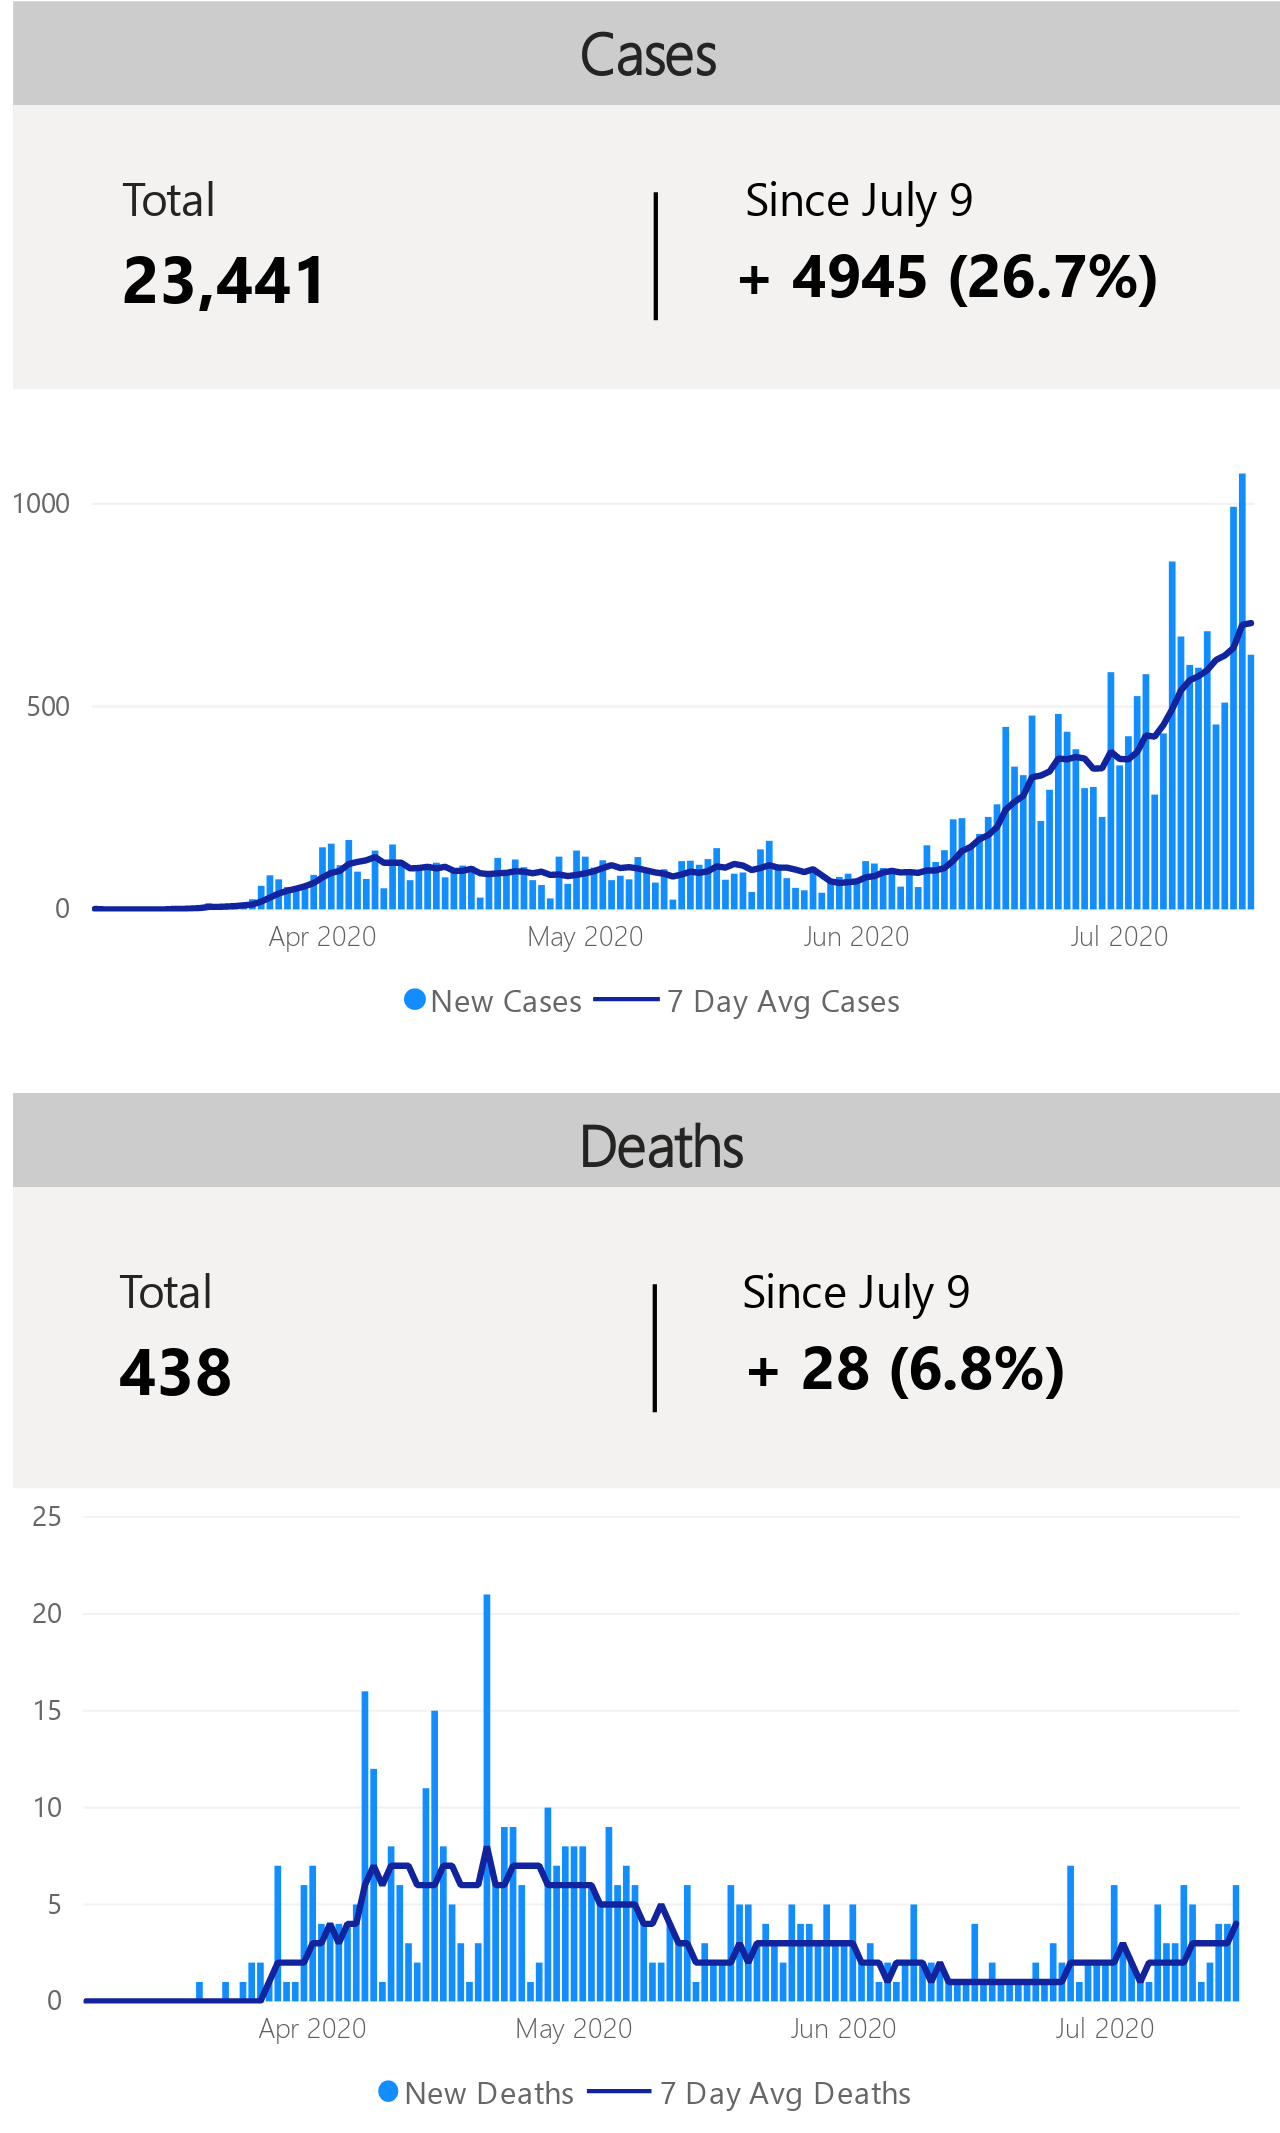 Cases
Total
Since July 9
23,441
+ 4945 (26.7%)
1000
500
0
Apr 2020
May 2020
Jun 2020
Jul 2020
New Cases
7 Day Avg Cases
Deaths
Total
Since July 9
438
+ 28 (6.8%)
25
20
15
10
5
0
Apr 2020
May 2020
Jun 2020
Jul 2020
New Deaths
7 Day Avg Deaths